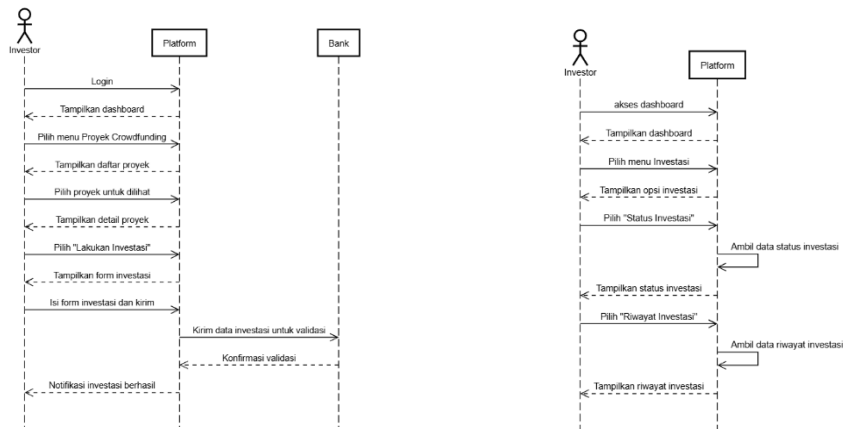 Investor
Platform
Bank
Login
Tampilkan dashboard
Pilih menu Proyek Crowdfunding
Tampilkan daftar proyek
Pilih proyek untuk dilihat
Tampilkan detail proyek
Pilih "Lakukan Investasi"
Tampilkan form investasi
Isi form investasi dan kirim
Kirim data investasi untuk validasi
Konfirmasi validasi
Notifikasi investasi berhasil
Investor
Platform
akses dashboard
Tampilkan dashboard
Pilih menu Investasi
Tampilkan opsi investasi
Pilih "Status Investasi"
Ambil data status investasi
Tampilkan status investasi
Pilih "Riwayat Investasi"
Ambil data riwayat investasi
Tampilkan riwayat investasi